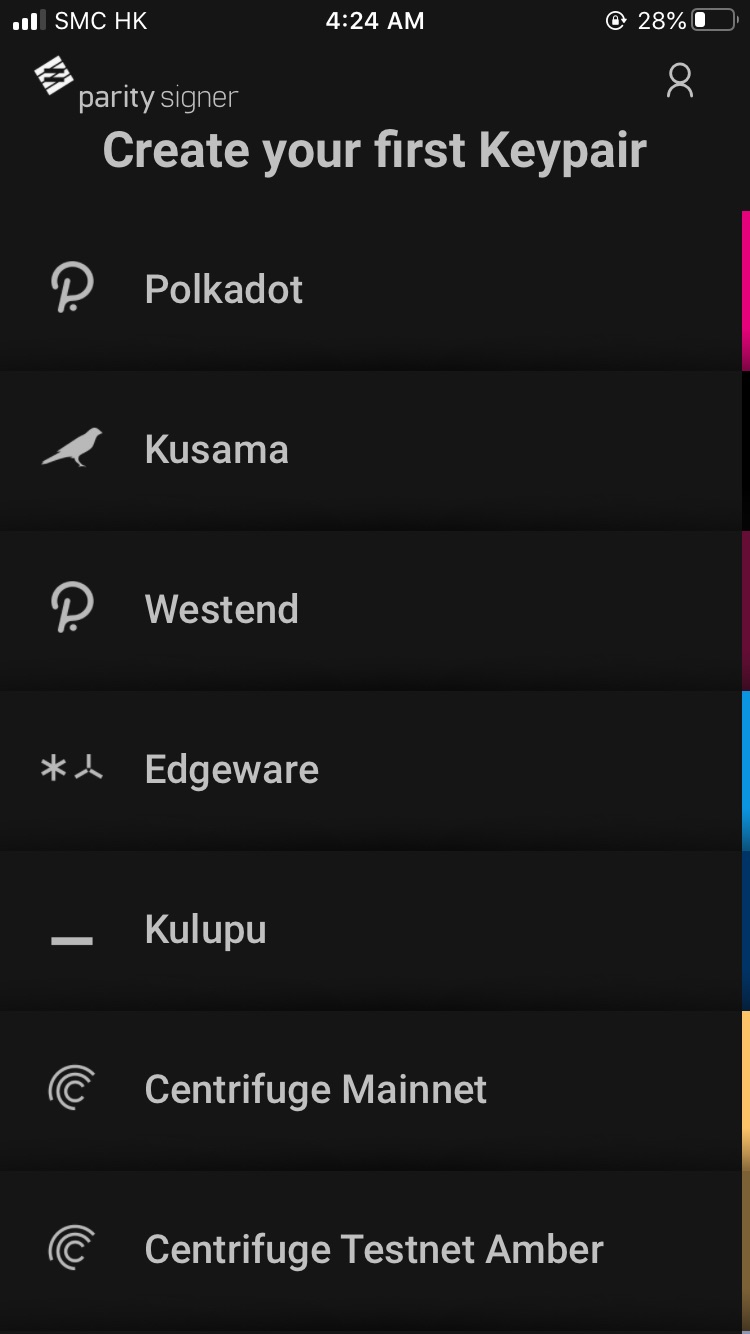 SMC HK 4:24 AM 28%
parity signer
Create your first Keypair
Polkadot
Kusama
Westend
Edgeware
Kulupu
Centrifuge Mainnet
Centrifuge Testnet Amber